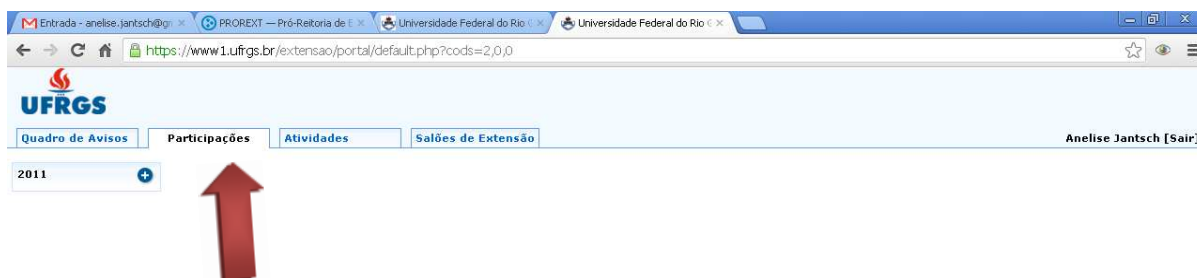 Entrada - anelise.jantsch@gr
PROREXT — Pró-Reitoria de E
Universidade Federal do Rio G
Universidade Federal do Rio G
https://www1.ufrgs.br/extensao/portal/default.php?cods=2,0,0
UFRGS
Quadro de Avisos
Participações
Atividades
Salões de Extensão
Anelise Jantsch [Sair]
2011